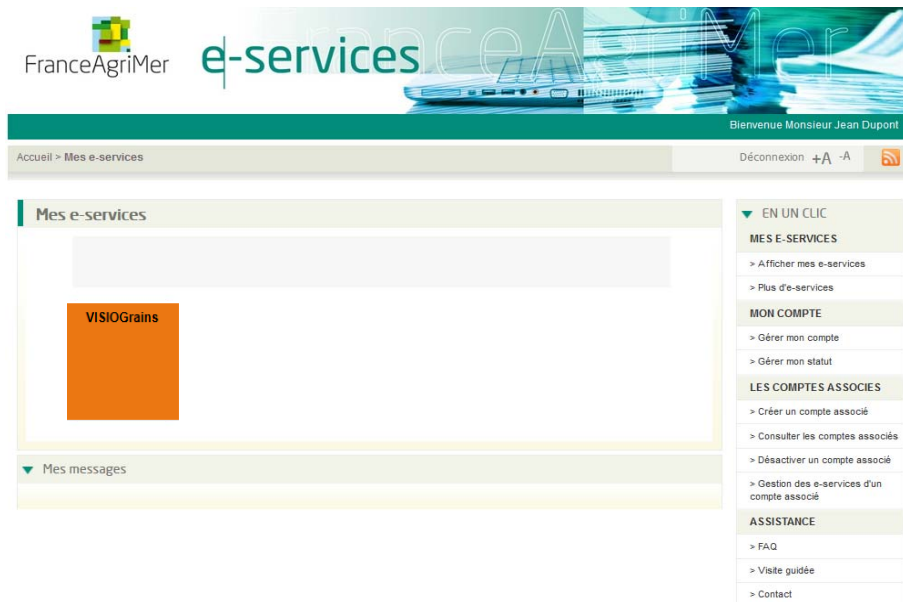 FranceAgriMer
e-services
FranceAgriMer
Bienvenue Monsieur Jean Dupont
Accueil > Mes e-services
Déconnexion +A -A
Mes e-services
VISIOGrains
Mes messages
EN UN CLIC
MES E-SERVICES
> Afficher mes e-services
> Plus d'e-services
MON COMPTE
> Gérer mon compte
> Gérer mon statut
LES COMPTES ASSOCIES
> Créer un compte associé
> Consulter les comptes associés
> Désactiver un compte associé
> Gestion des e-services d'un
compte associé
ASSISTANCE
> FAQ
> Visite guidée
> Contact